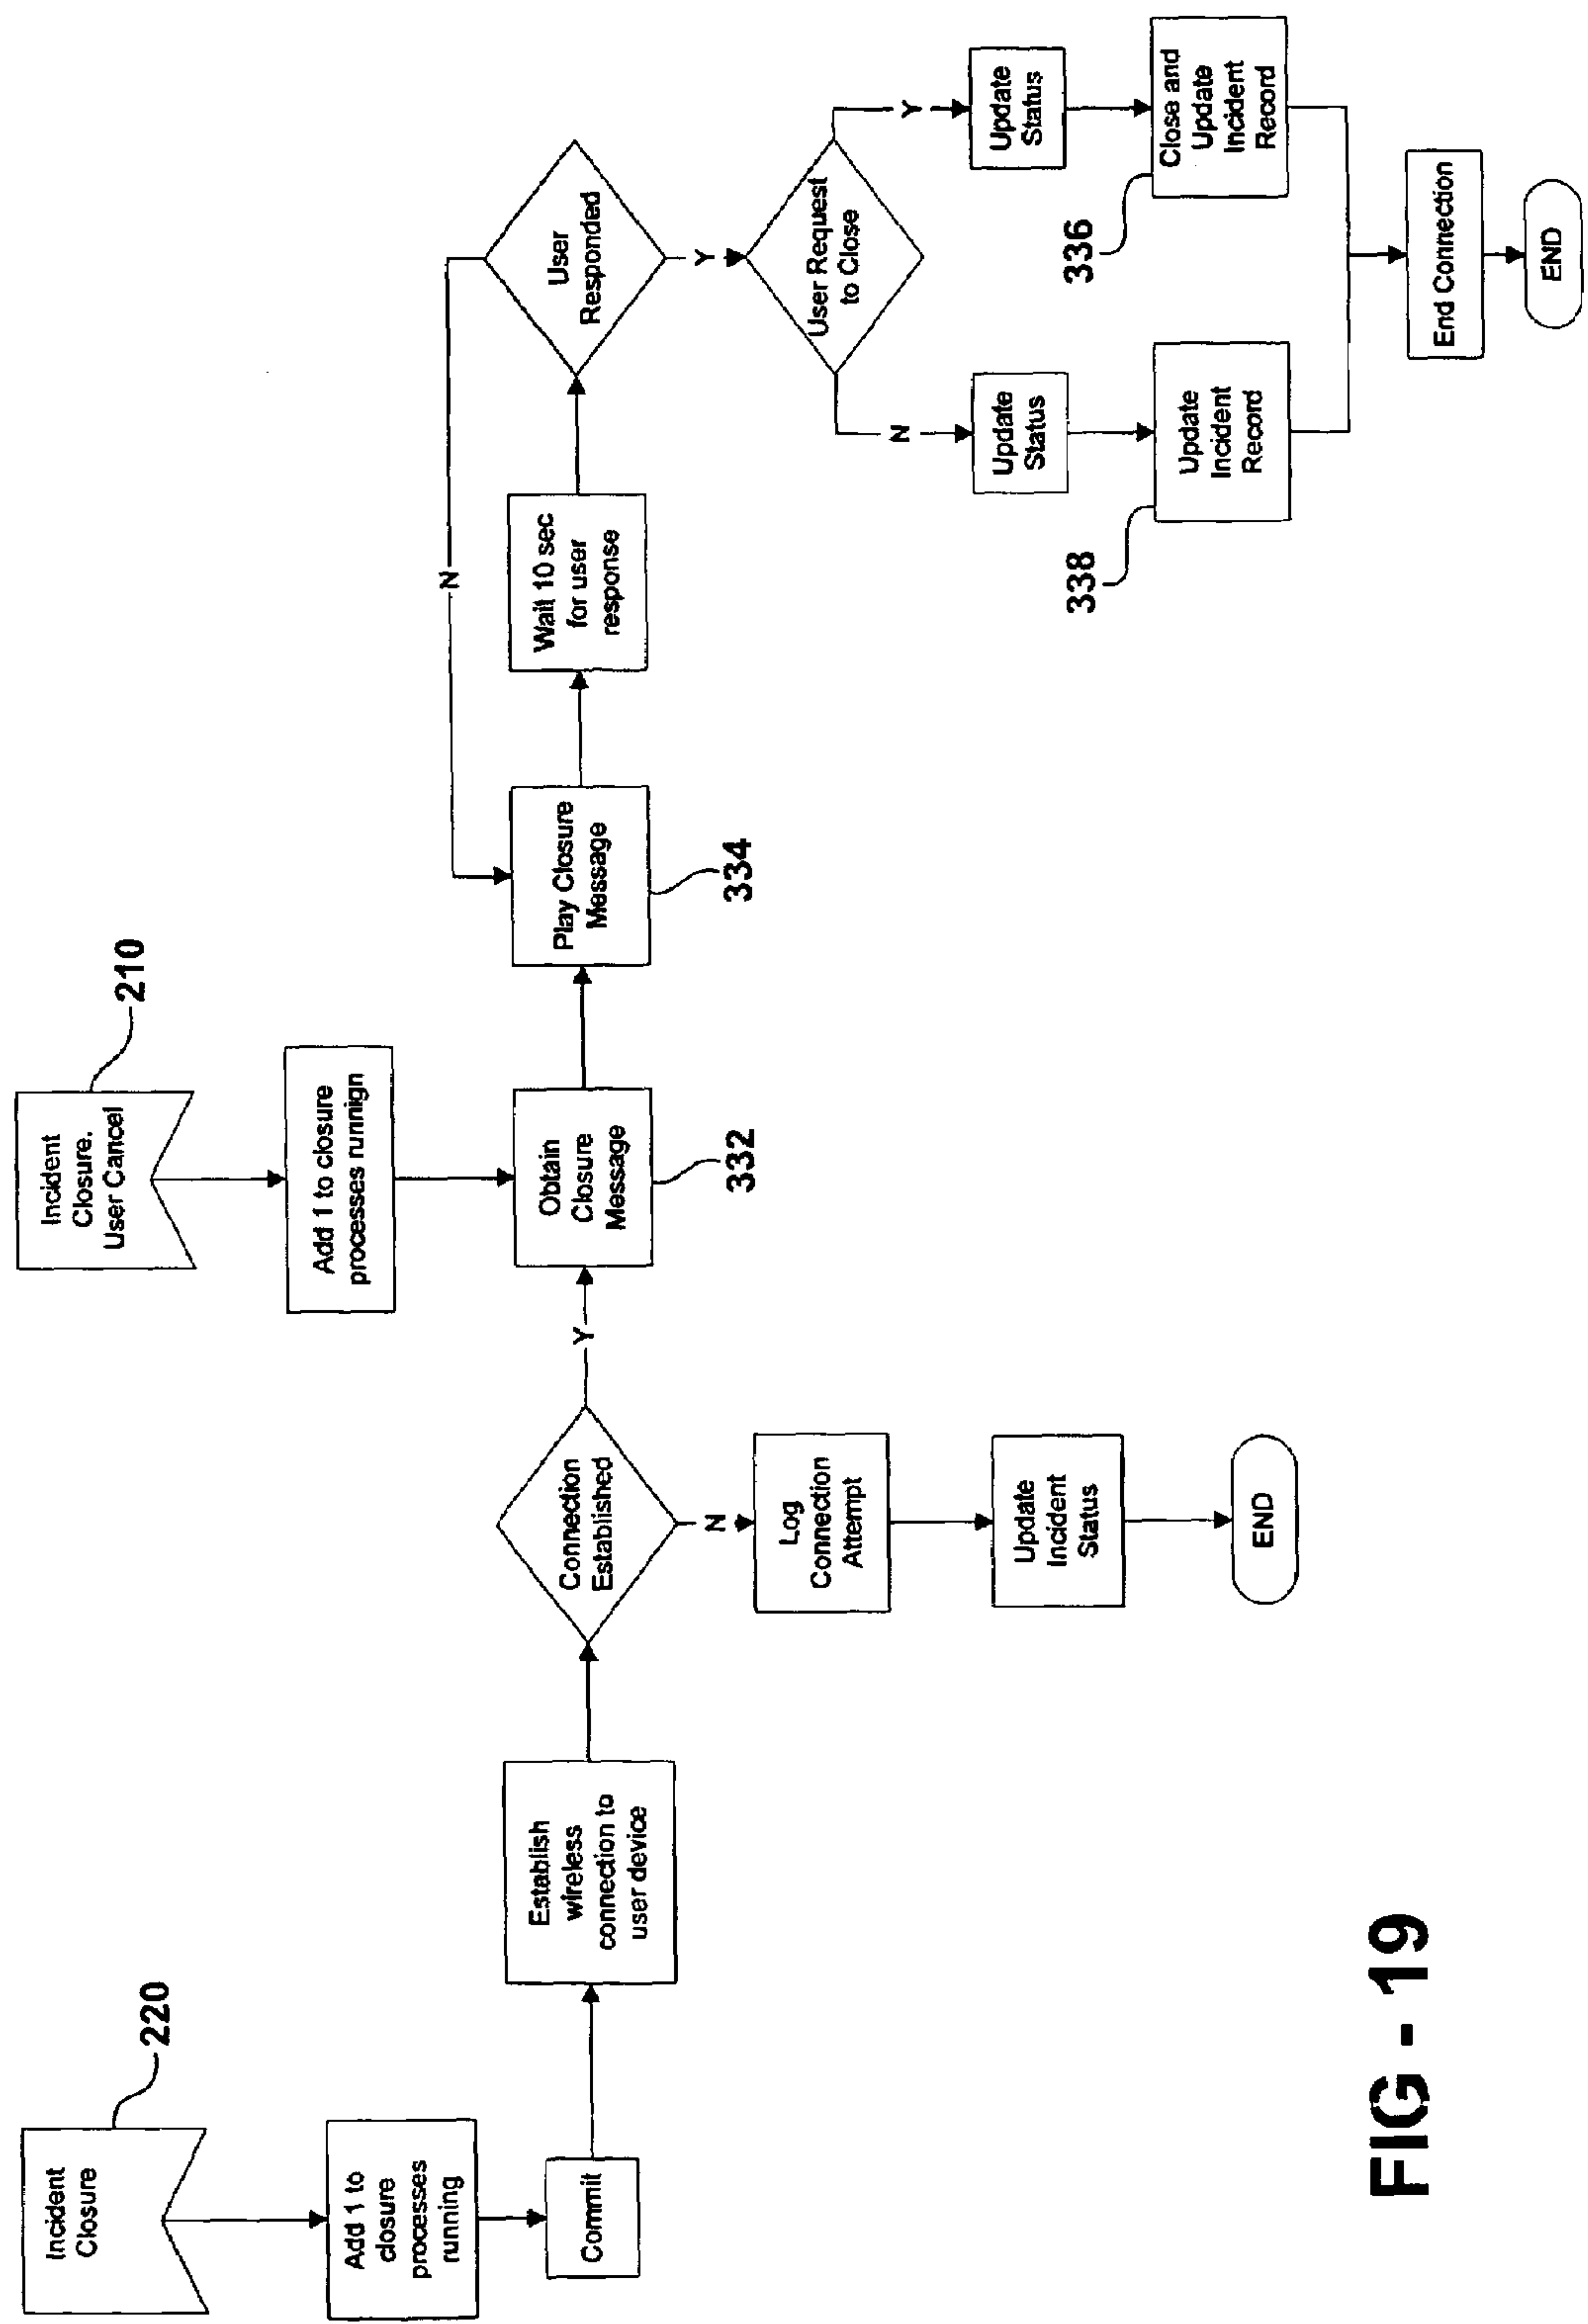 Incident
Closure
220
Add 1 to
closure
processes
running
Commit
Establish
wireless
connection to
user device
Connection
Established
N
Log
Connection
Attempt
Update
Incident
Status
END
Y
Incident
Closure.
User Cancel
210
Add 1 to closure
processes runnign
Obtain
Closure
Message
332
Play Closure
Message
334
Wait 10 sec
for user
response
User
Responded
N
Y
User Request
to Close
N
Update
Status
Update
Incident
Record
338
Y
Update
Status
Close and
Update
Incident
Record
336
End Connection
END
FIG - 19